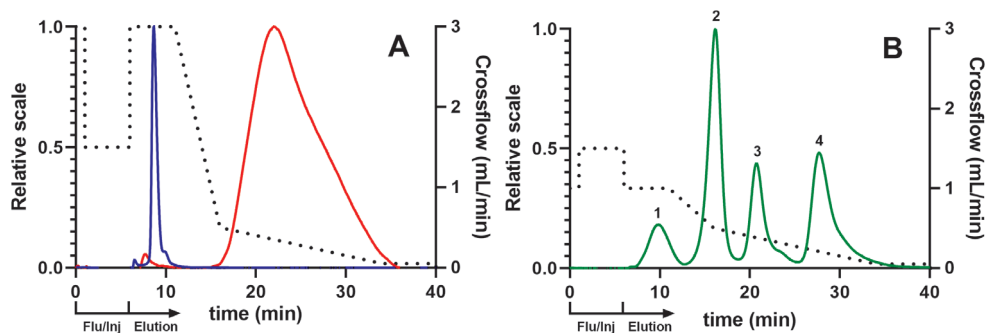 A
Relative scale
1.0
0.5
0.0
3
2
1
0
Crossflow (mL/min)
0
10
20
30
40
time (min)
Flu/Inj
Elution
B
Relative scale
1.0
0.5
0.0
1
2
3
4
3
2
1
0
Crossflow (mL/min)
0
10
20
30
40
time (min)
Flu/Inj
Elution